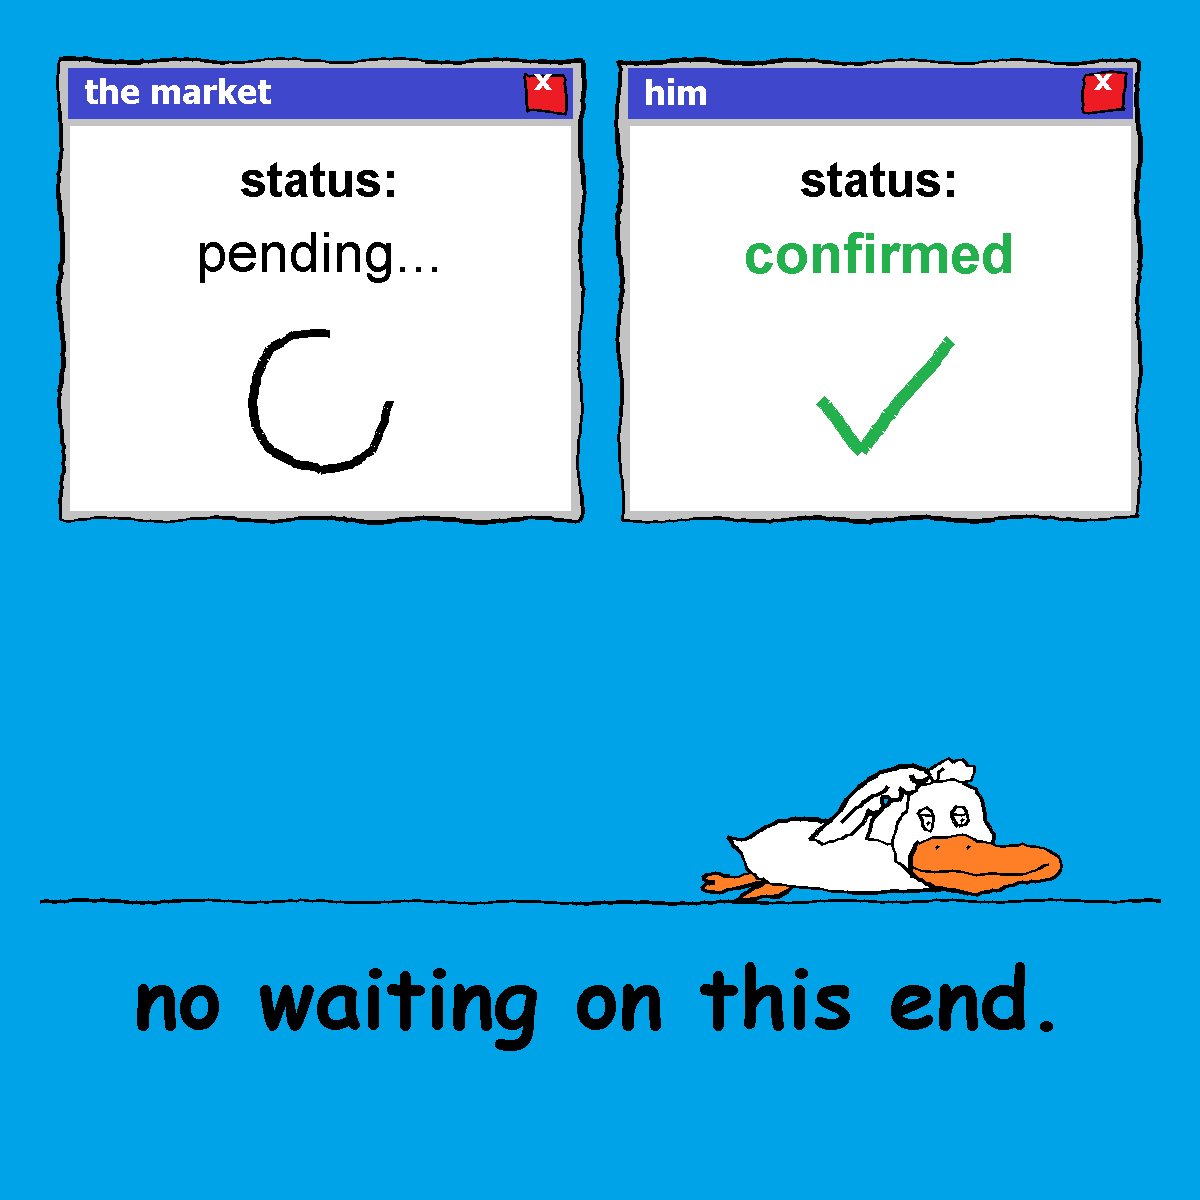 the market
x
status:
pending...
him
x
status:
confirmed
no waiting on this end.